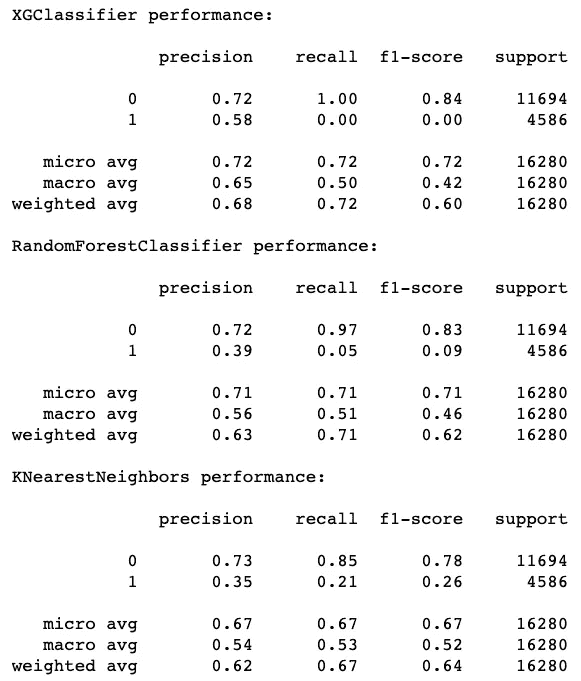 XGClassifier performance:
precision recall f1-score support
0 0.72 1.00 0.84 11694
1 0.58 0.00 0.00 4586
micro avg 0.72 0.72 0.72 16280
macro avg 0.65 0.50 0.42 16280
weighted avg 0.68 0.72 0.60 16280
RandomForestClassifier performance:
precision recall f1-score support
0 0.72 0.97 0.83 11694
1 0.39 0.05 0.09 4586
micro avg 0.71 0.71 0.71 16280
macro avg 0.56 0.51 0.46 16280
weighted avg 0.63 0.71 0.62 16280
KNearestNeighbors performance:
precision recall f1-score support
0 0.73 0.85 0.78 11694
1 0.35 0.21 0.26 4586
micro avg 0.67 0.67 0.67 16280
macro avg 0.54 0.53 0.52 16280
weighted avg 0.62 0.67 0.64 16280